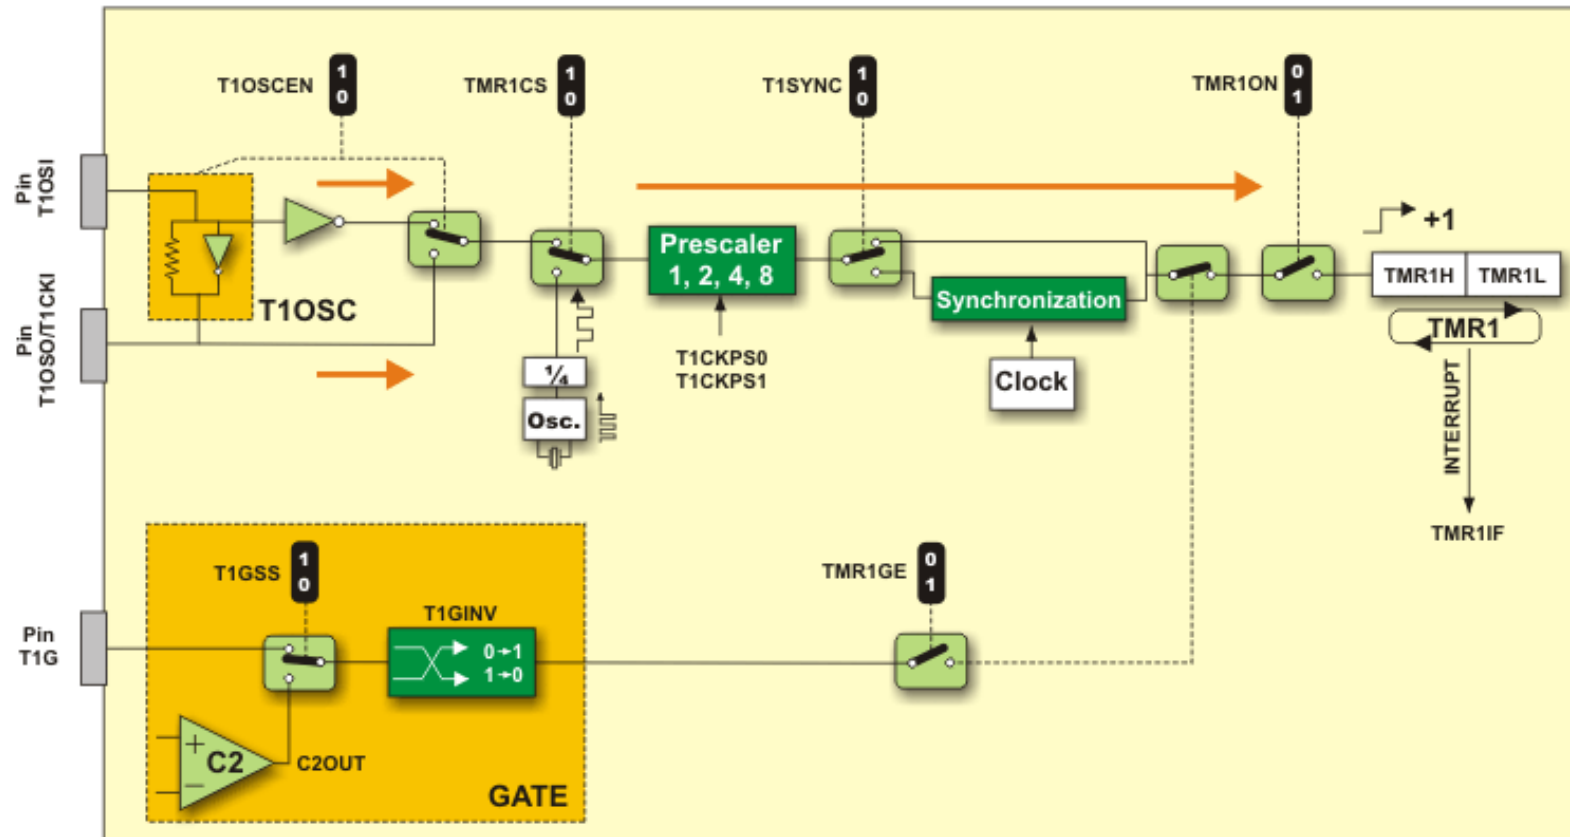 T1OSCEN
1
0
TMR1CS
1
0
T1SYNC
1
0
TMR1ON
0
1
Pin
T1OSI
T1OSC
Pin
T1OSO/T1CKI
Prescaler
1, 2, 4, 8
T1CKPS0
T1CKPS1
¼
Osc.
Synchronization
Clock
+1
TMR1H
TMR1L
TMR1
INTERRUPT
TMR1IF
Pin
T1G
T1GSS
1
0
T1GINV
0→1
1→0
TMR1GE
0
1
+
C2
−
C2OUT
GATE